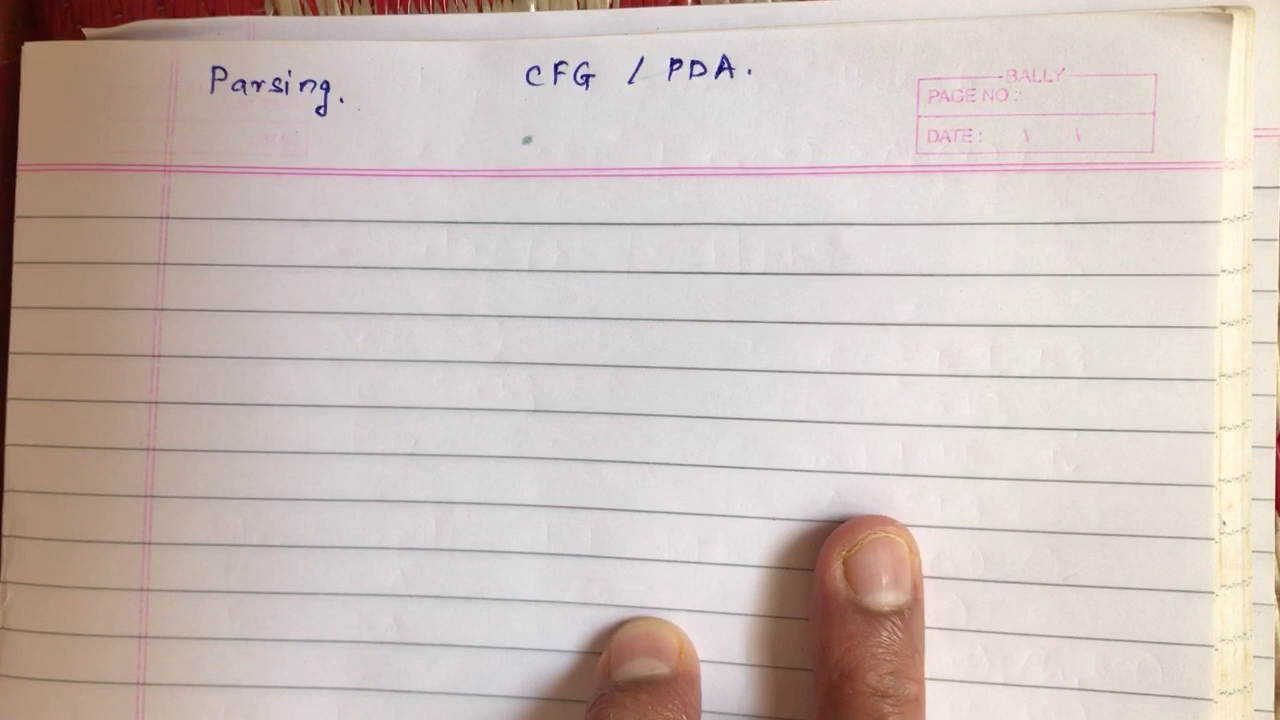 Parsing. CFG / PDA.
BALLY
PAGE NO :
DATE : \ \